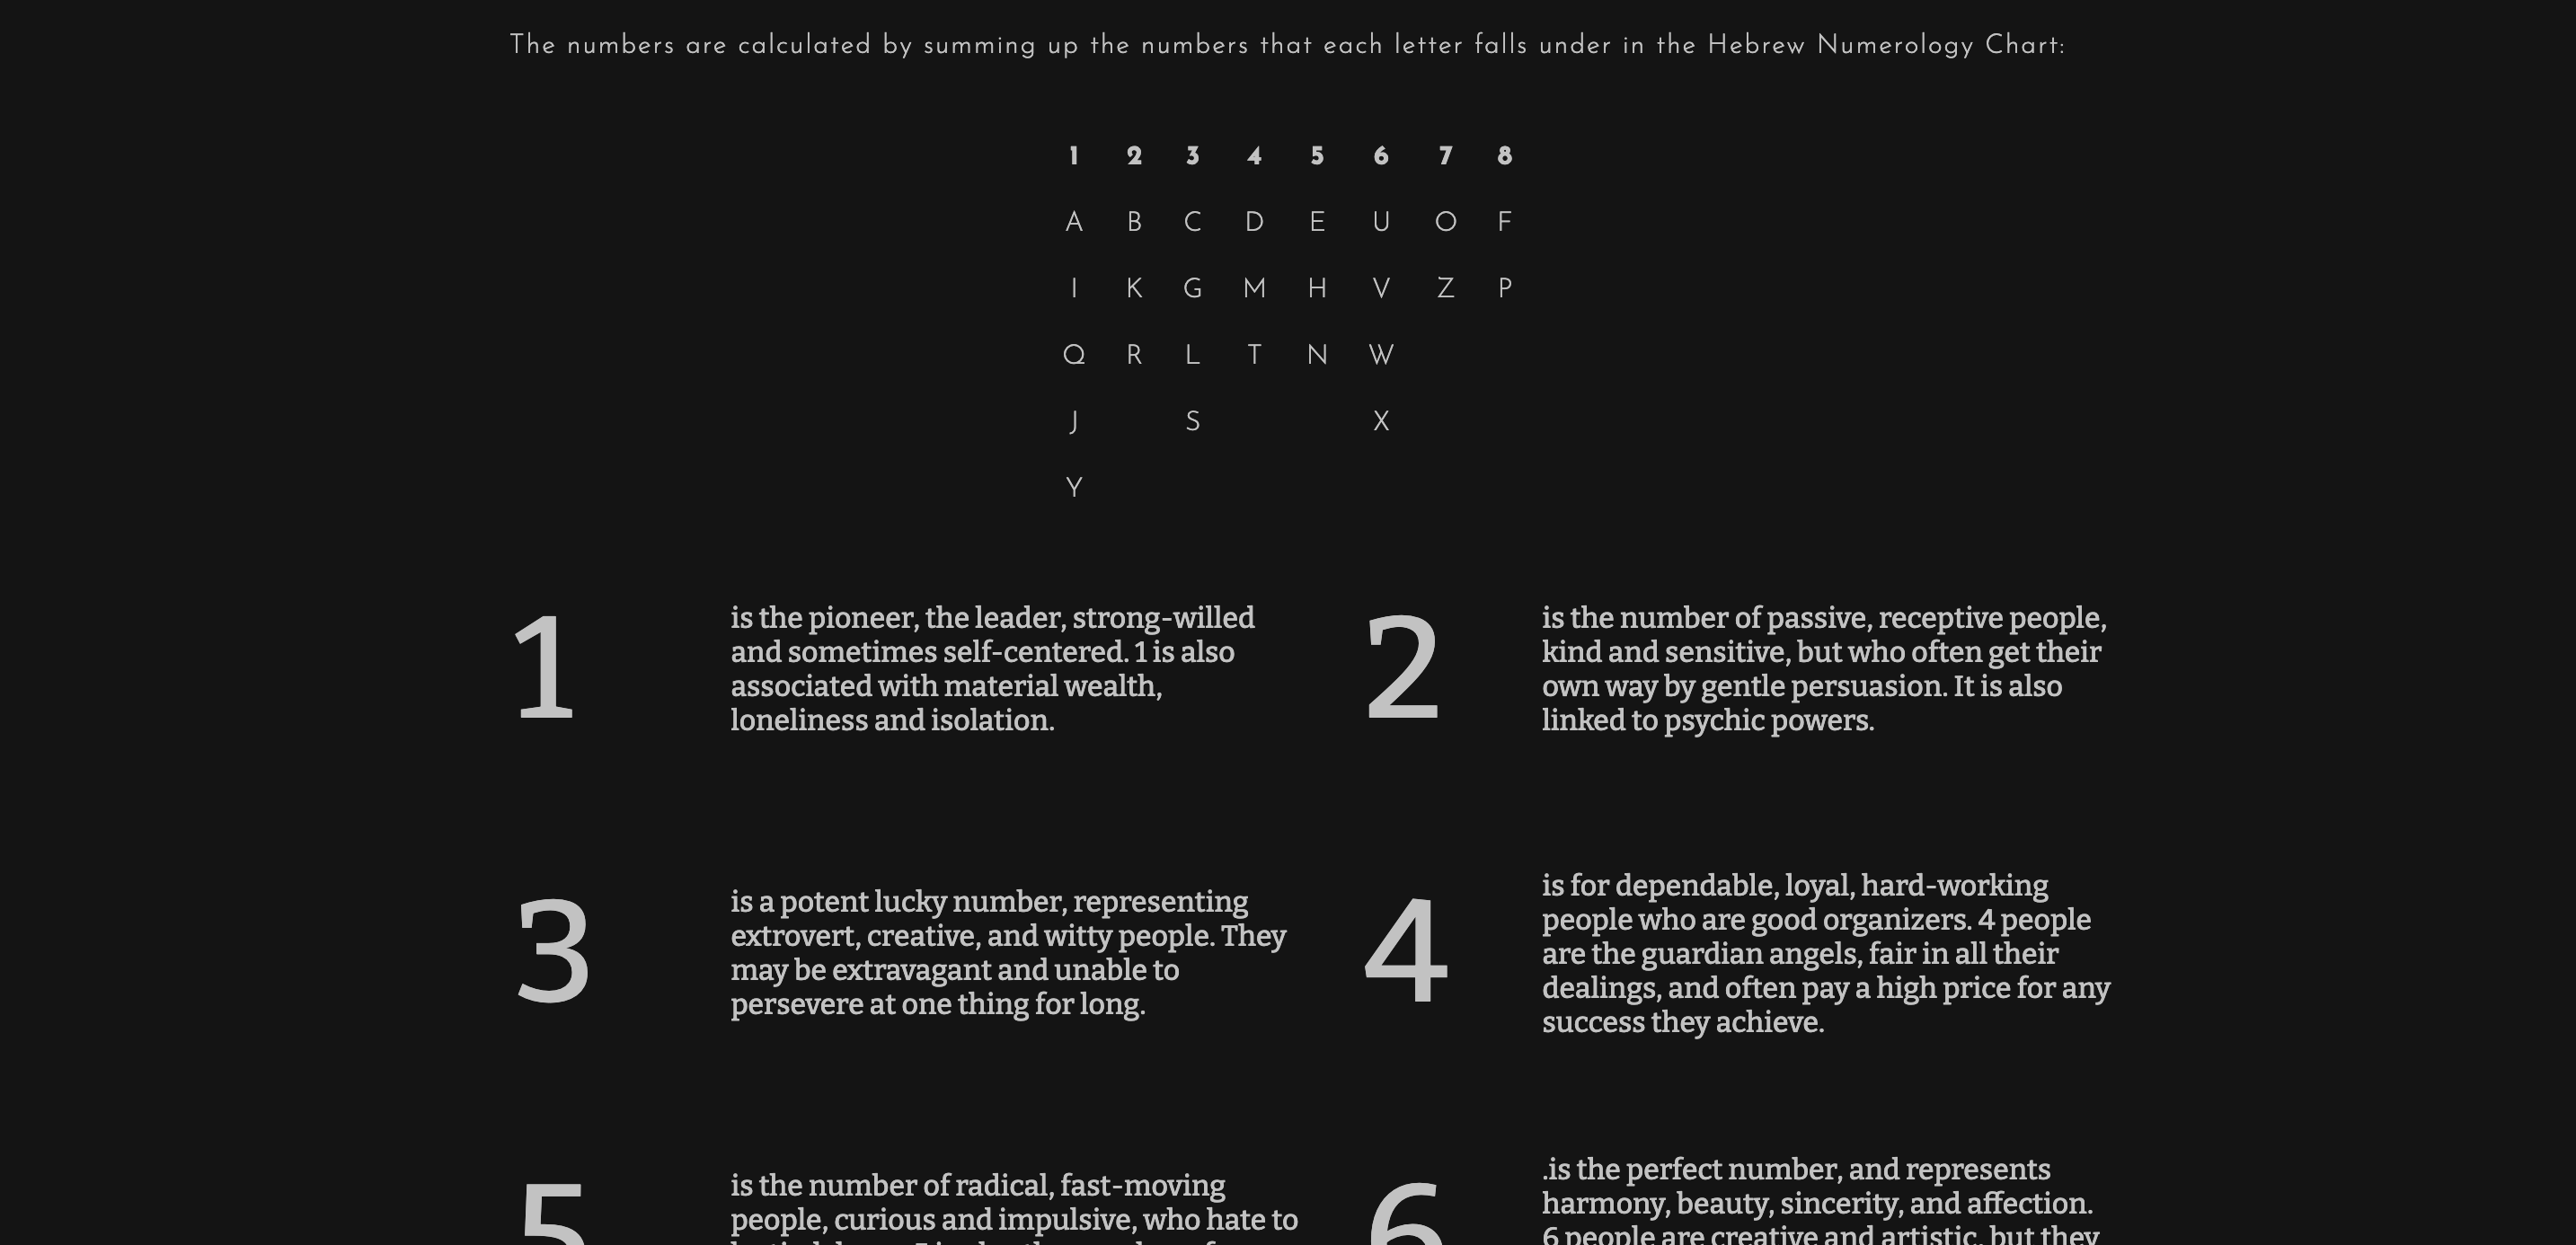 The numbers are calculated by summing up the numbers that each letter falls under in the Hebrew Numerology Chart:
1 2 3 4 5 6 7 8
A B C D E U O F
I K G M H V Z P
Q R L T N W
J S X
Y
1
is the pioneer, the leader, strong-willed
and sometimes self-centered. 1 is also
associated with material wealth,
loneliness and isolation.
2
is the number of passive, receptive people,
kind and sensitive, but who often get their
own way by gentle persuasion. It is also
linked to psychic powers.
3
is a potent lucky number, representing
extrovert, creative, and witty people. They
may be extravagant and unable to
persevere at one thing for long.
4
is for dependable, loyal, hard-working
people who are good organizers. 4 people
are the guardian angels, fair in all their
dealings, and often pay a high price for any
success they achieve.
5
is the number of radical, fast-moving
people, curious and impulsive, who hate to
6
.is the perfect number, and represents
harmony, beauty, sincerity, and affection.
6 people are creative and artistic, but they